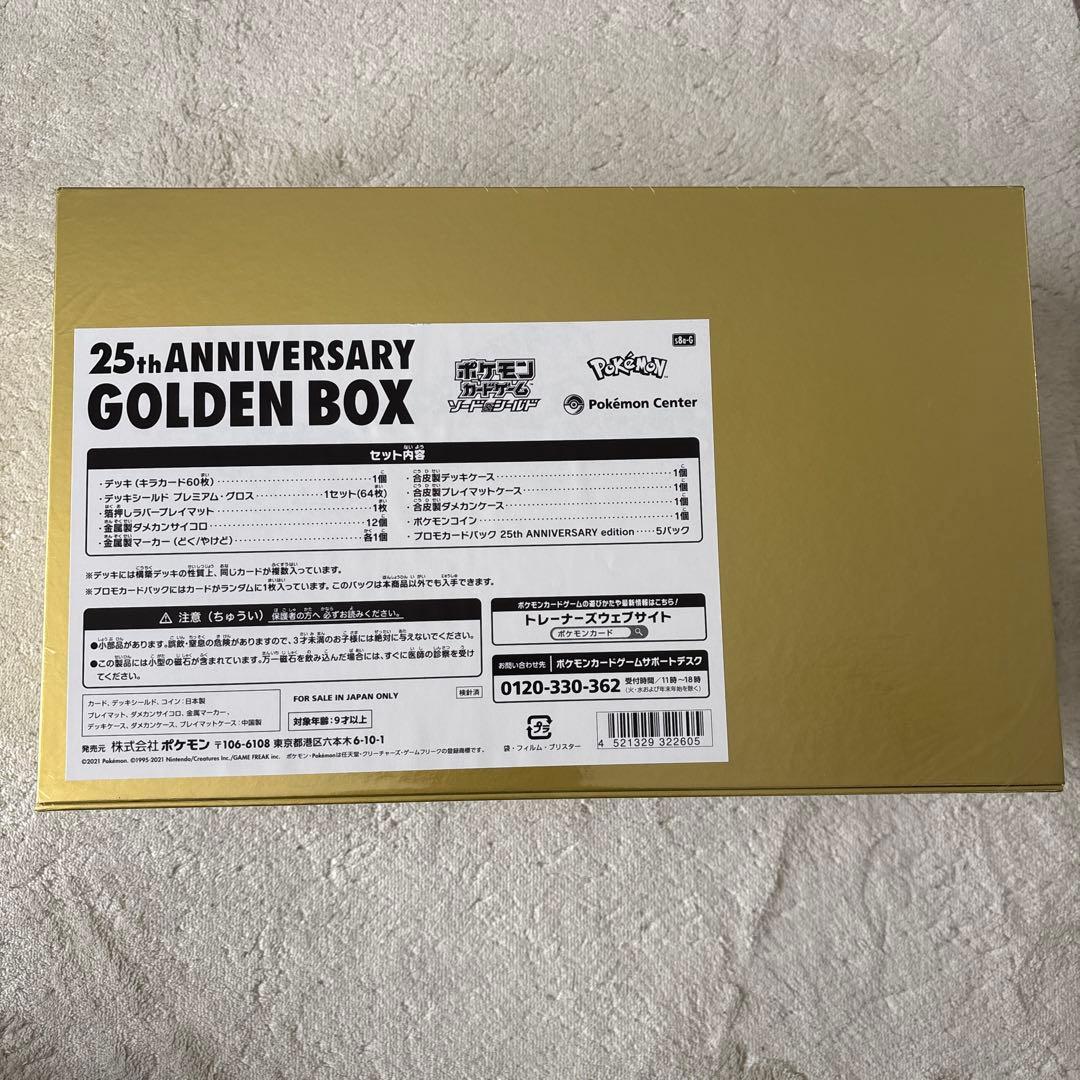 25th ANNIVERSARY
GOLDEN BOX
ポケモン
カードゲーム
ソード&シールド
POKéMON
s8a-G
Pokémon Center
セット内容
・デッキ(キラカード60枚)……1個
・デッキシールド プレミアム・グロス……1セット(64枚)
・箔押しラバープレイマット……1枚
・金属製ダメカンサイコロ……12個
・金属製マーカー(どく/やけど)……各1個
・合皮製デッキケース……1個
・合皮製プレイマットケース……1個
・合皮製ダメカンケース……1個
・ポケモンコイン……1個
・プロモカードパック 25th ANNIVERSARY edition……5パック
※デッキには構築デッキの性質上、同じカードが複数入っています。
※プロモカードパックにはカードがランダムに1枚入っています。このパックは本商品以外でも入手できます。
⚠ 注意(ちゅうい) 保護者の方へ 必ずお読みください。
●小部品があります。誤飲・窒息の危険がありますので、3才未満のお子様には絶対に与えないでください。
●この製品には小型の磁石が含まれています。万一磁石を飲み込んだ場合には、すぐに医師の診察を受け
てください。
ポケモンカードゲームの遊びかたや最新情報はこちら!
トレーナーズウェブサイト
ポケモンカード
お問い合わせ先 ポケモンカードゲームサポートデスク
0120-330-362 受付時間/11時〜18時
(火・水および年末年始を除く)
カード、デッキシールド、コイン:日本製
プレイマット、ダメカンサイコロ、金属マーカー、
デッキケース、ダメカンケース、プレイマットケース:中国製
FOR SALE IN JAPAN ONLY
検針済
対象年齢:9才以上
プラ
袋・フィルム・ブリスター
4 521329 322605
発売元 株式会社 ポケモン 〒106-6108 東京都港区六本木6-10-1
©2021 Pokémon. ©1995-2021 Nintendo/Creatures Inc./GAME FREAK inc. ポケモン・Pokémonは任天堂・クリーチャーズ・ゲームフリークの登録商標です。